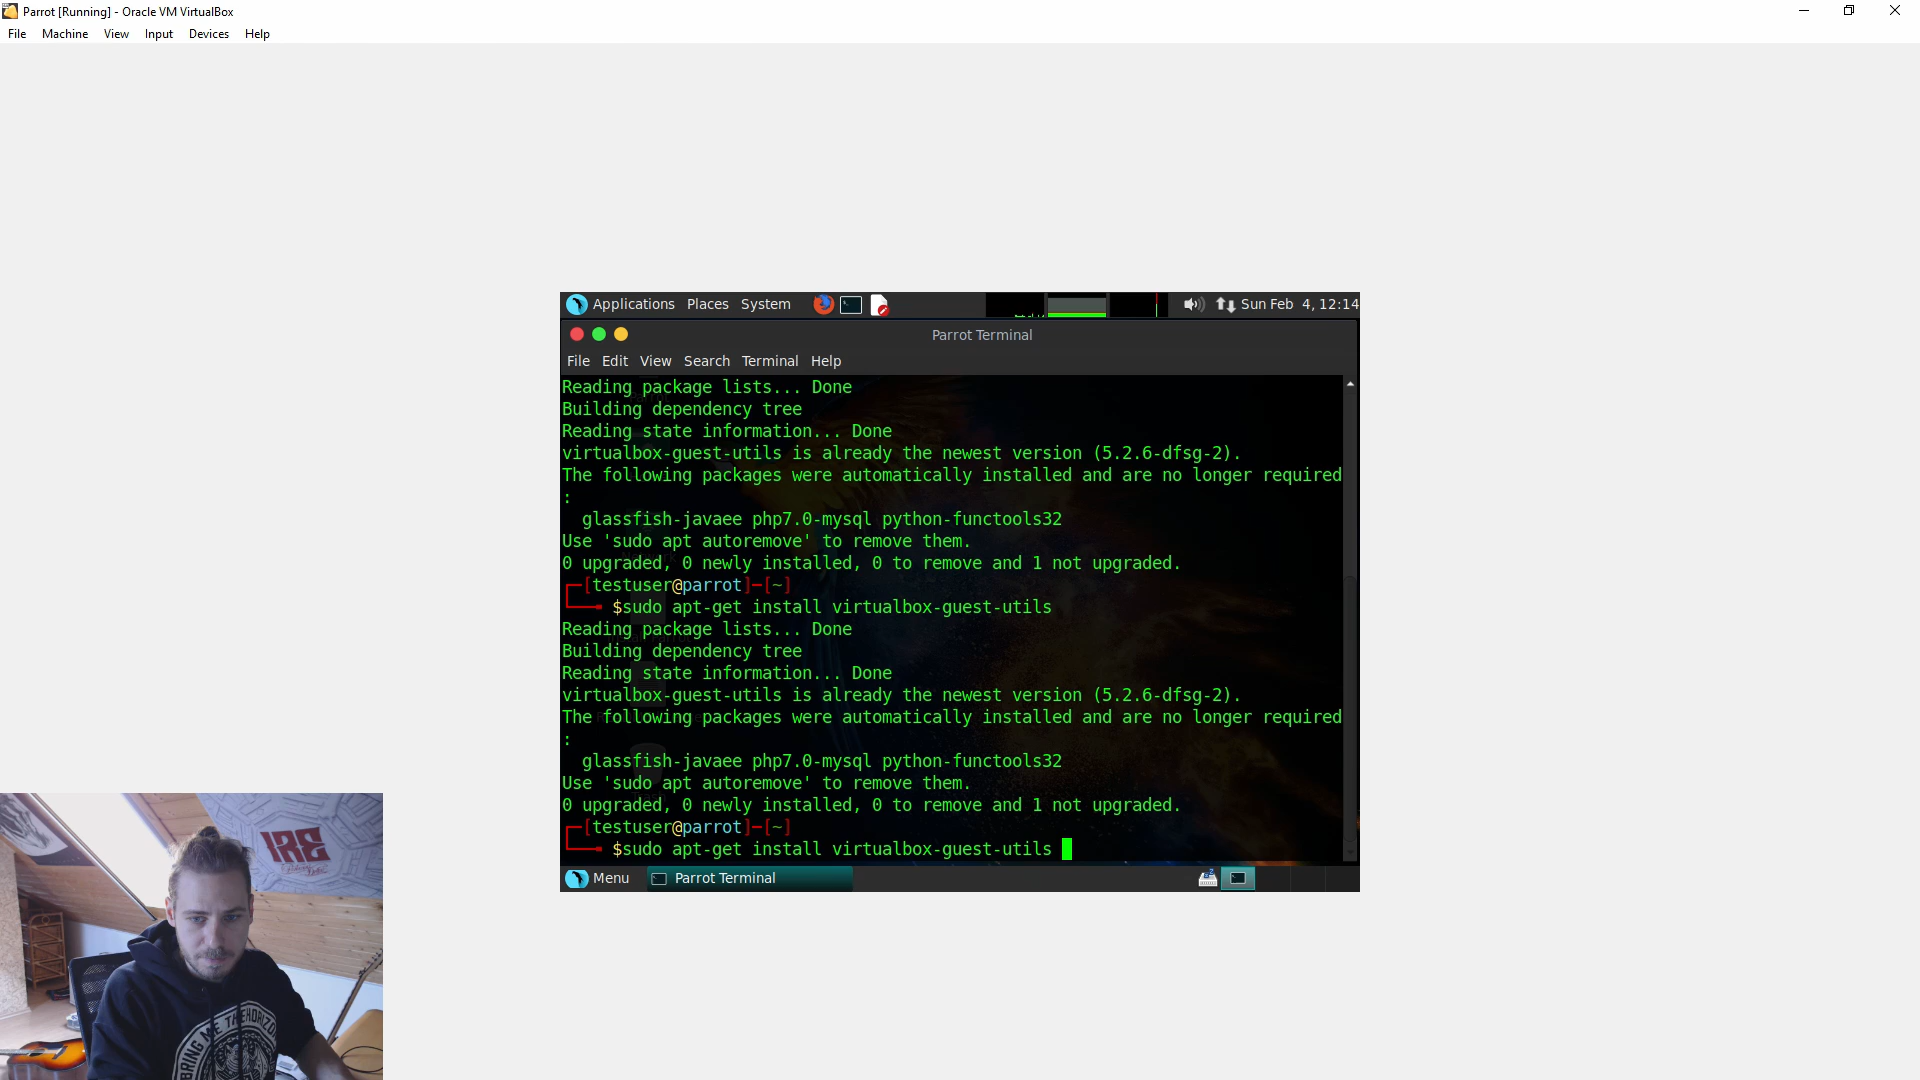 Parrot [Running] - Oracle VM VirtualBox
File Machine View Input Devices Help
Applications Places System
Sun Feb 4, 12:14
Parrot Terminal
File Edit View Search Terminal Help
Reading package lists... Done
Building dependency tree
Reading state information... Done
virtualbox-guest-utils is already the newest version (5.2.6-dfsg-2).
The following packages were automatically installed and are no longer required
:
glassfish-javaee php7.0-mysql python-functools32
Use 'sudo apt autoremove' to remove them.
0 upgraded, 0 newly installed, 0 to remove and 1 not upgraded.
[testuser@parrot]─[~]
$sudo apt-get install virtualbox-guest-utils
Reading package lists... Done
Building dependency tree
Reading state information... Done
virtualbox-guest-utils is already the newest version (5.2.6-dfsg-2).
The following packages were automatically installed and are no longer required
:
glassfish-javaee php7.0-mysql python-functools32
Use 'sudo apt autoremove' to remove them.
0 upgraded, 0 newly installed, 0 to remove and 1 not upgraded.
[testuser@parrot]─[~]
$sudo apt-get install virtualbox-guest-utils
Menu Parrot Terminal
IRE
BRING ME THE HORIZON